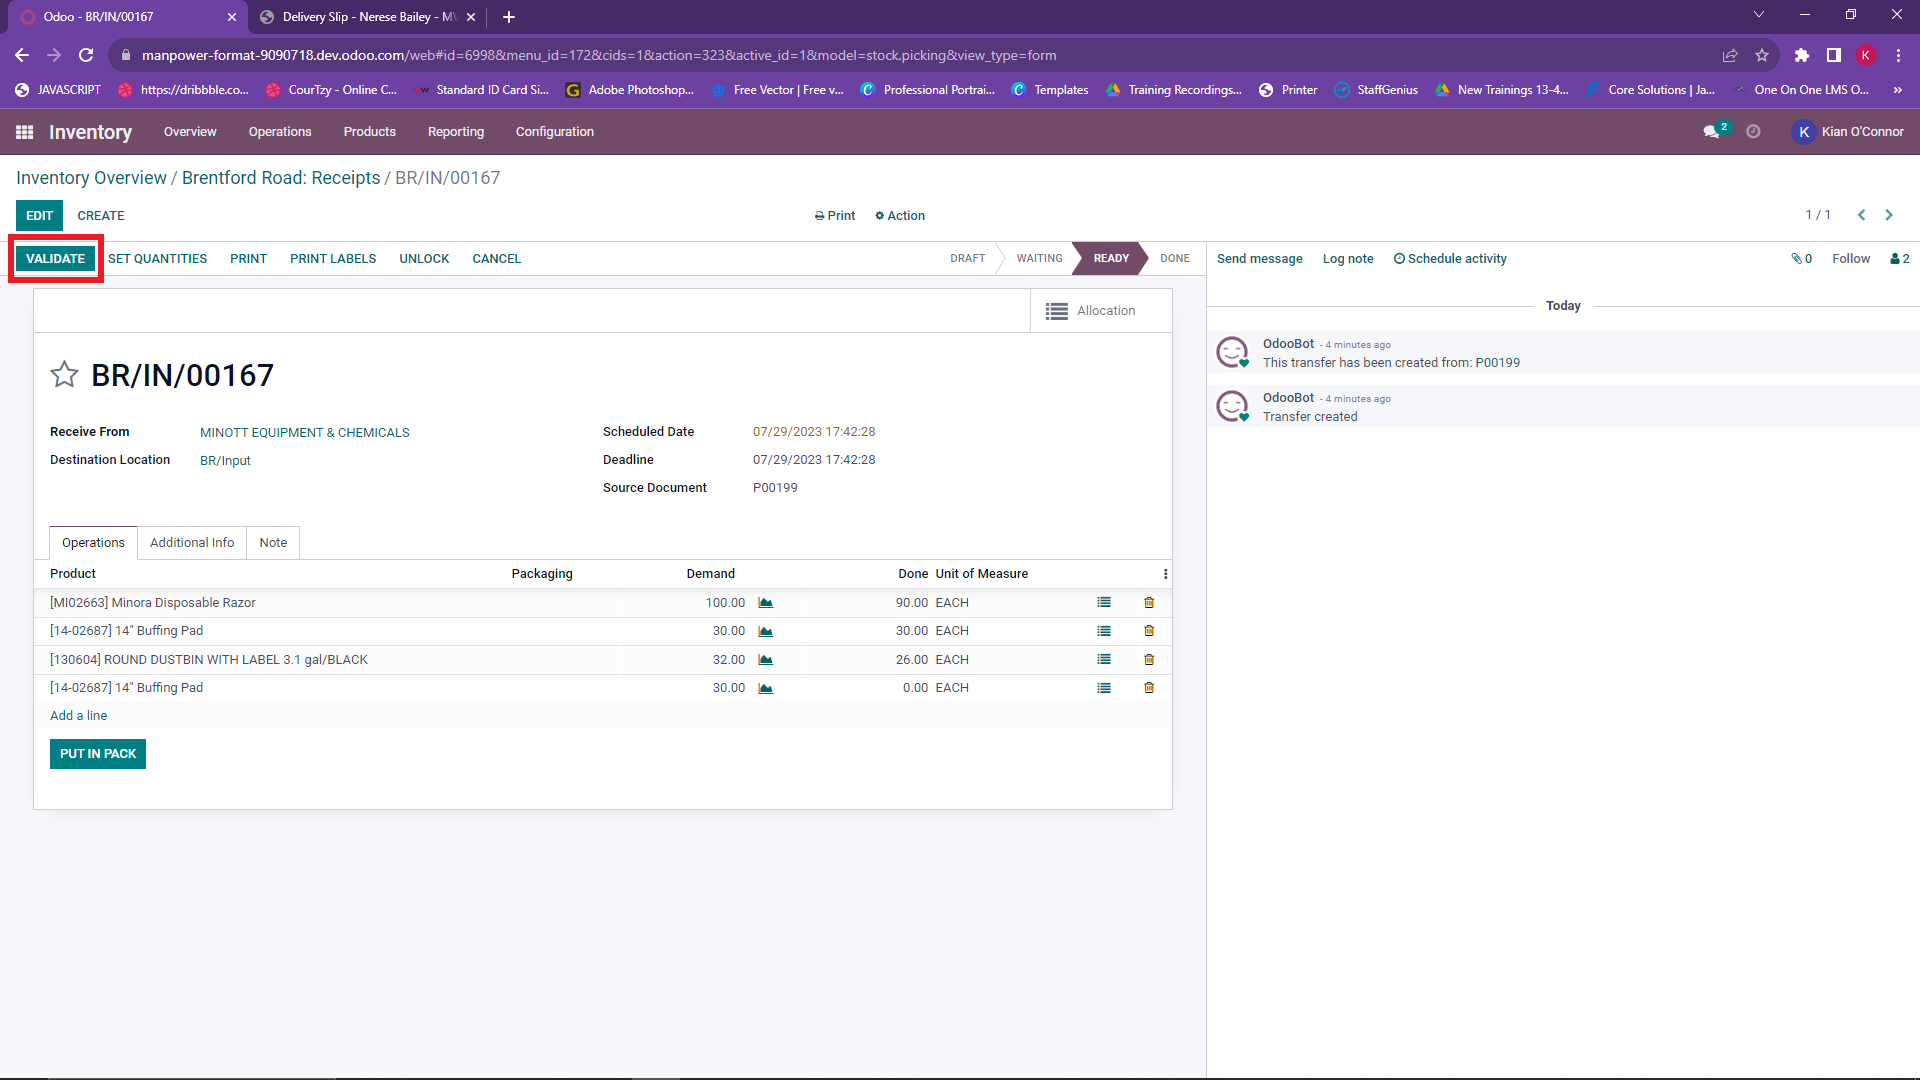 Odoo - BR/IN/00167
Delivery Slip - Nerese Bailey - M
manpower-format-9090718.dev.odoo.com/web#id=6998&menu_id=172&cids=1&action=323&active_id=1&model=stock.picking&view_type=form
K
JAVASCRIPT
https://dribbble.co...
CourTzy - Online C...
Standard ID Card Si...
Adobe Photoshop...
Free Vector | Free v...
Professional Portrai...
Templates
Training Recordings...
Printer
StaffGenius
New Trainings 13-4...
Core Solutions | Ja...
One On One LMS O...
»
Inventory
Overview
Operations
Products
Reporting
Configuration
2
K
Kian O'Connor
Inventory Overview / Brentford Road: Receipts / BR/IN/00167
EDIT
CREATE
Print
Action
1 / 1
VALIDATE
SET QUANTITIES
PRINT
PRINT LABELS
UNLOCK
CANCEL
DRAFT
WAITING
READY
DONE
Send message
Log note
Schedule activity
0
Follow
2
Allocation
Today
BR/IN/00167
OdooBot - 4 minutes ago
This transfer has been created from: P00199
OdooBot - 4 minutes ago
Transfer created
Receive From MINOTT EQUIPMENT & CHEMICALS
Destination Location BR/Input
Scheduled Date 07/29/2023 17:42:28
Deadline 07/29/2023 17:42:28
Source Document P00199
Operations
Additional Info
Note
Product Packaging Demand Done Unit of Measure
[MI02663] Minora Disposable Razor 100.00 90.00 EACH
[14-02687] 14" Buffing Pad 30.00 30.00 EACH
[130604] ROUND DUSTBIN WITH LABEL 3.1 gal/BLACK 32.00 26.00 EACH
[14-02687] 14" Buffing Pad 30.00 0.00 EACH
Add a line
PUT IN PACK